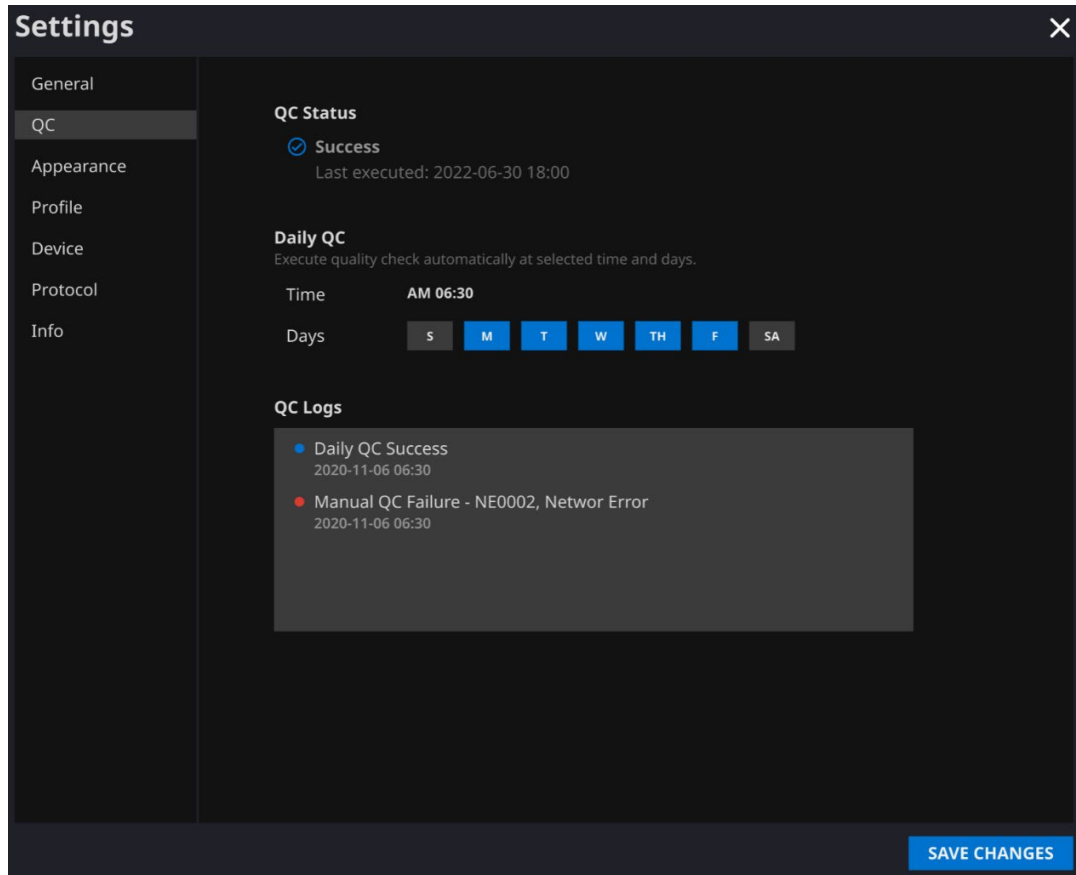 Settings
General
QC
Appearance
Profile
Device
Protocol
Info
QC Status
Success
Last executed: 2022-06-30 18:00
Daily QC
Execute quality check automatically at selected time and days.
Time AM 06:30
Days S M T W TH F SA
QC Logs
Daily QC Success
2020-11-06 06:30
Manual QC Failure - NE0002, Networ Error
2020-11-06 06:30
SAVE CHANGES